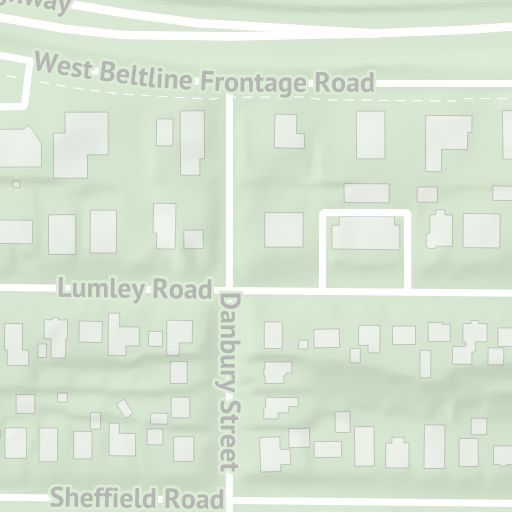 West Beltline Frontage Road
Lumley Road
Danbury Street
Sheffield Road